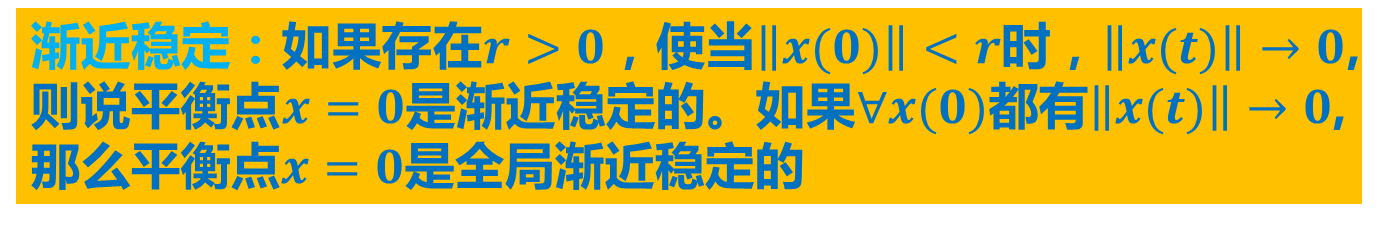 渐近稳定：如果存在r > 0，使当‖x(0)‖ < r时，‖x(t)‖ → 0,
则说平衡点x = 0是渐近稳定的。如果∀x(0)都有‖x(t)‖ → 0,
那么平衡点x = 0是全局渐近稳定的